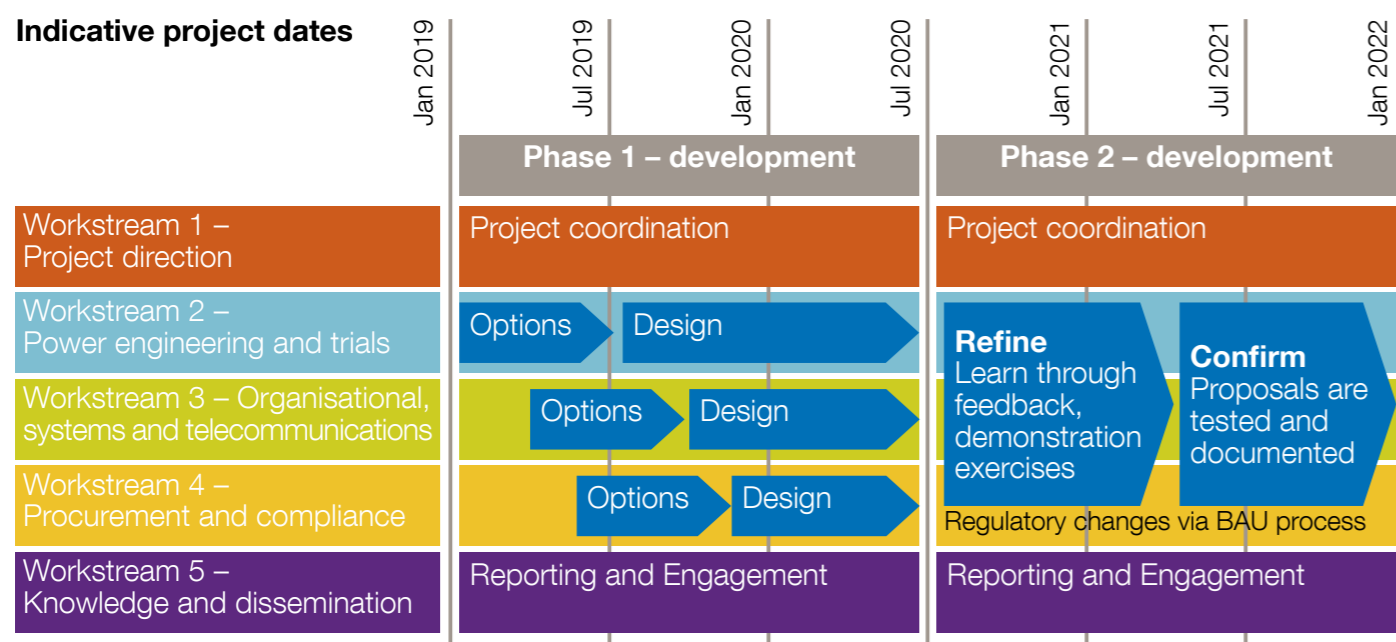 Indicative project dates
Jan 2019
Jul 2019
Jan 2020
Jul 2020
Jan 2021
Jul 2021
Jan 2022
Phase 1 – development
Phase 2 – development
Workstream 1 –
Project direction
Project coordination
Project coordination
Workstream 2 –
Power engineering and trials
Options
Design
Workstream 3 – Organisational,
systems and telecommunications
Options
Design
Workstream 4 –
Procurement and compliance
Options
Design
Refine
Learn through
feedback,
demonstration
exercises
Confirm
Proposals are
tested and
documented
Regulatory changes via BAU process
Workstream 5 –
Knowledge and dissemination
Reporting and Engagement
Reporting and Engagement